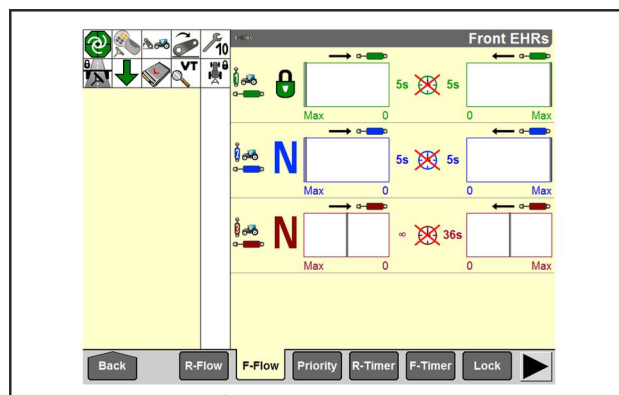 Front EHRs
10
VT
L
5s 5s
Max 0 0 Max
N
5s 5s
Max 0 0 Max
N
∞ 36s
Max 0 0 Max
Back R-Flow F-Flow Priority R-Timer F-Timer Lock